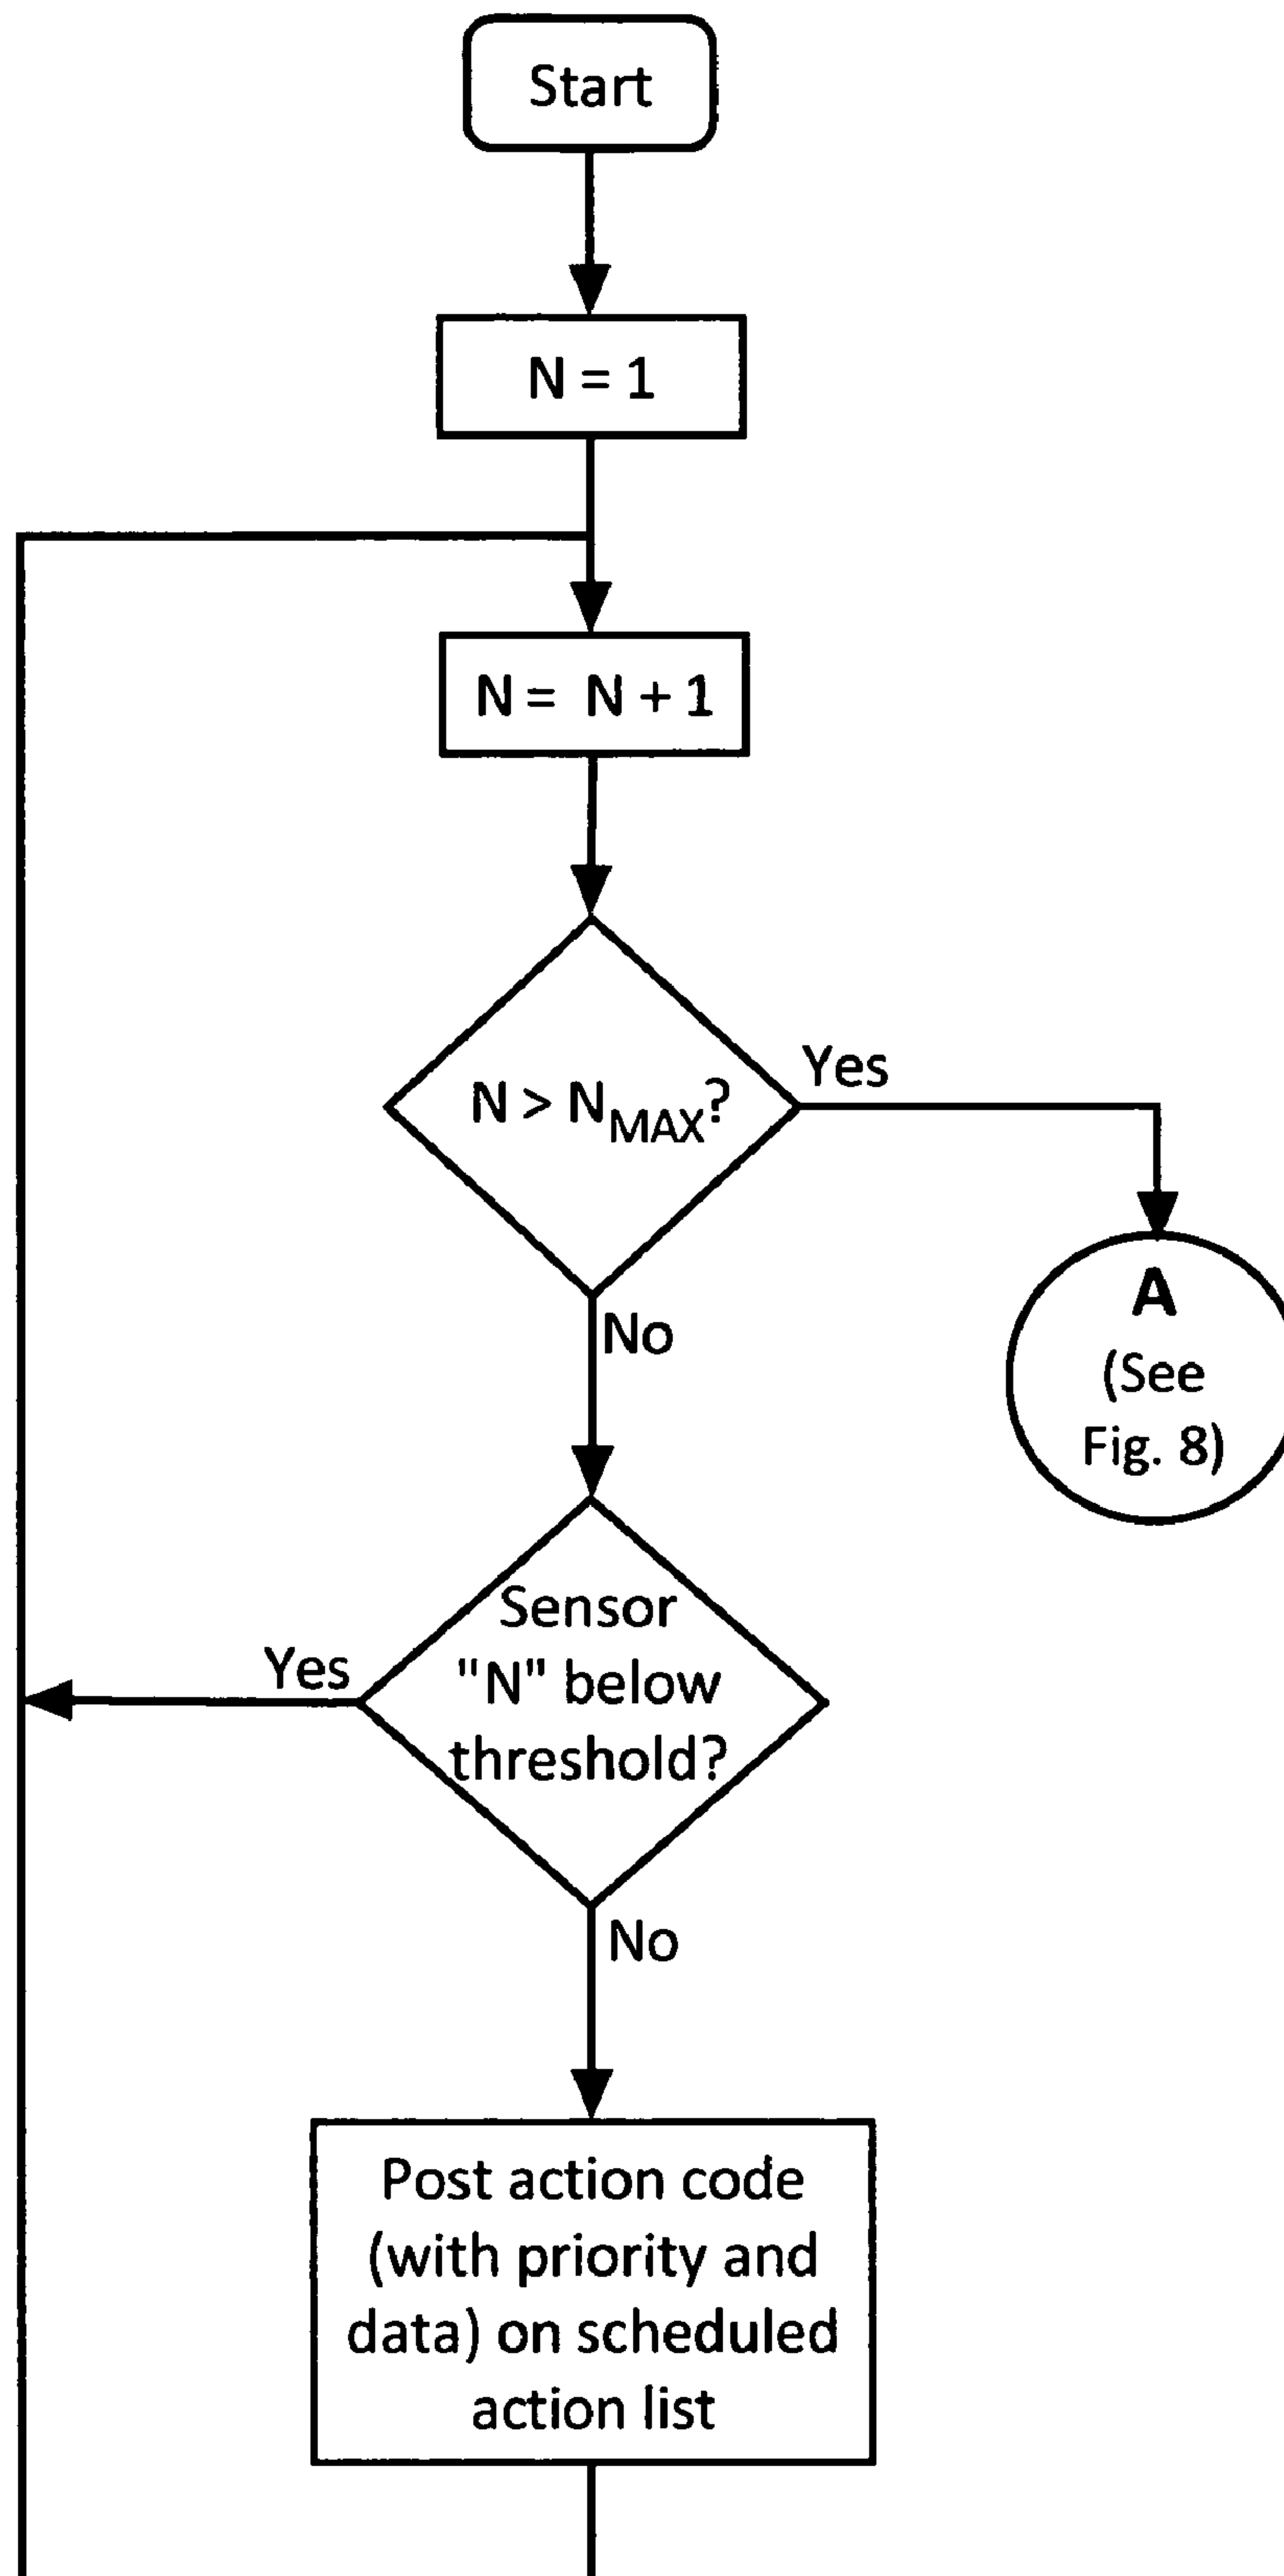 Start
N = 1
N = N + 1
N > NMAX?
Yes
No
A
(See
Fig. 8)
Sensor
"N" below
threshold?
Yes
No
Post action code
(with priority and
data) on scheduled
action list